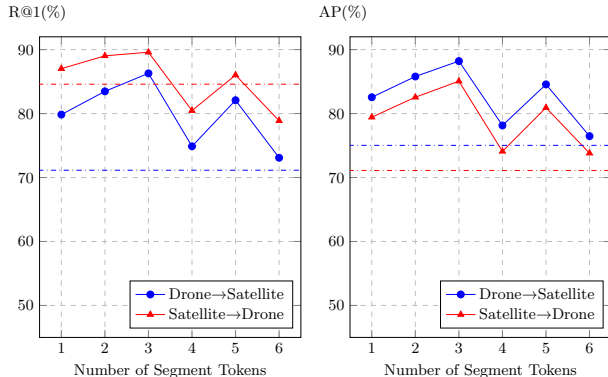 R@1(%)
90
80
70
60
50
1 2 3 4 5 6
Number of Segment Tokens
Drone→Satellite
Satellite→Drone
AP(%)
90
80
70
60
50
1 2 3 4 5 6
Number of Segment Tokens
Drone→Satellite
Satellite→Drone